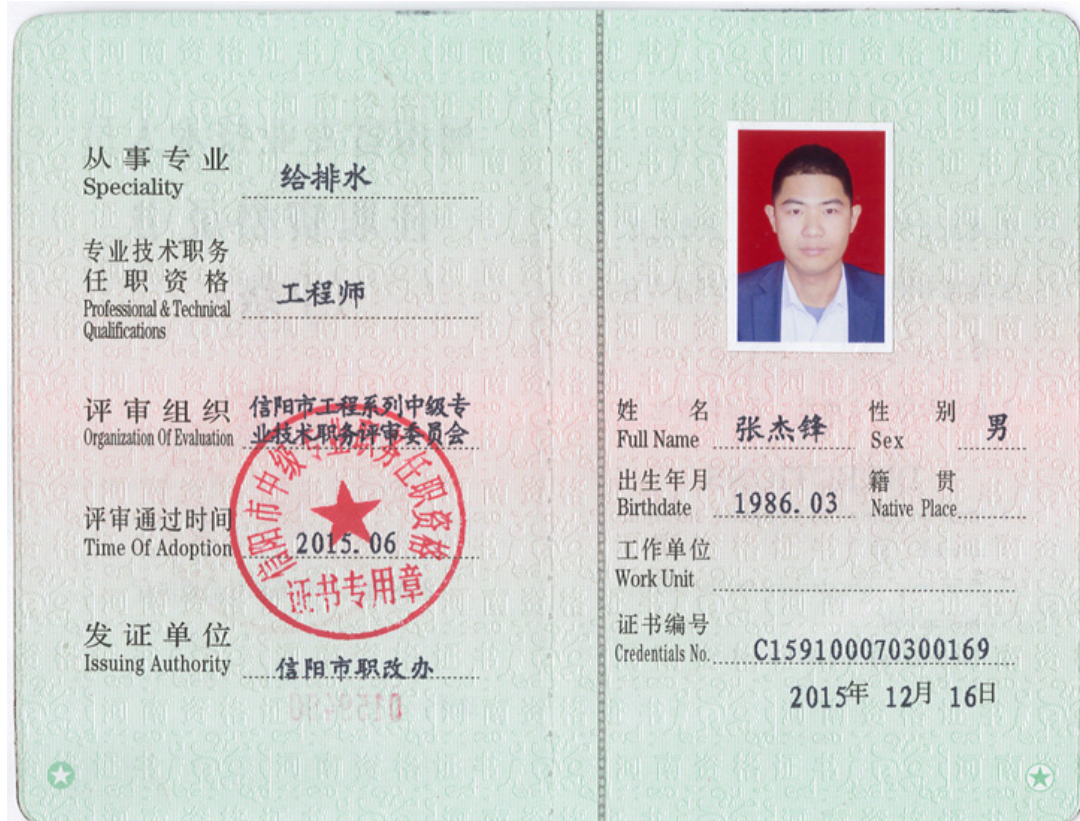 从事专业
Speciality 给排水
专业技术职务
任职资格 工程师
Professional & Technical
Qualifications
评审组织 信阳市工程系列中级专
Organization Of Evaluation 业技术职务评审委员会
信阳市中级专业职务任职资格
评审通过时间
Time Of Adoption 2015.06
证书专用章
发证单位
Issuing Authority 信阳市职改办
姓名 张杰锋 性别 男
Full Name Sex
出生年月 1986.03 籍贯
Birthdate Native Place
工作单位
Work Unit
证书编号
Credentials No. C159100070300169
2015年 12月 16日